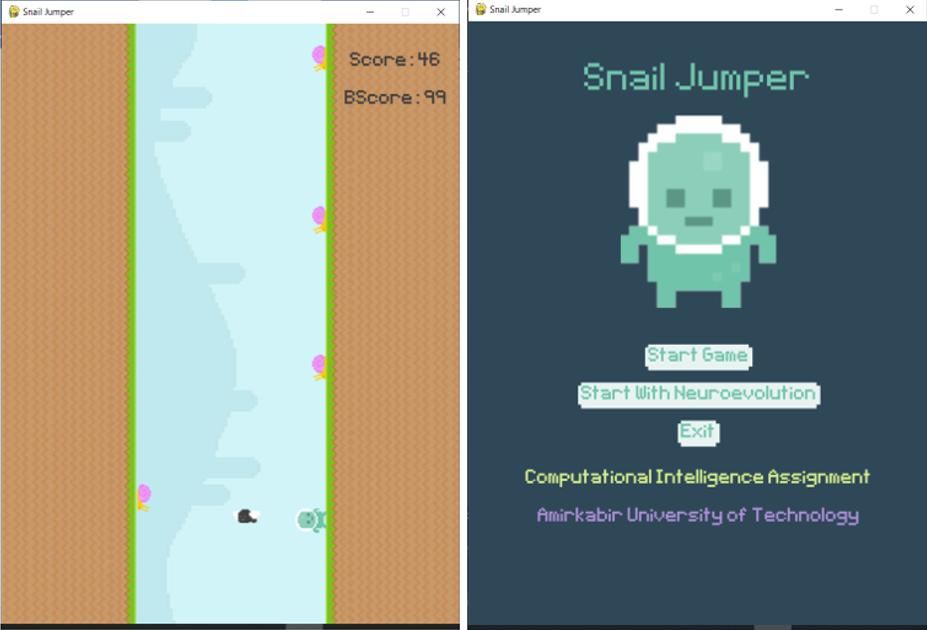 Snail Jumper
Score:46
BScore:99
Snail Jumper
Snail Jumper
Start Game
Start With Neuroevolution
Exit
Computational Intelligence Assignment
Amirkabir University of Technology